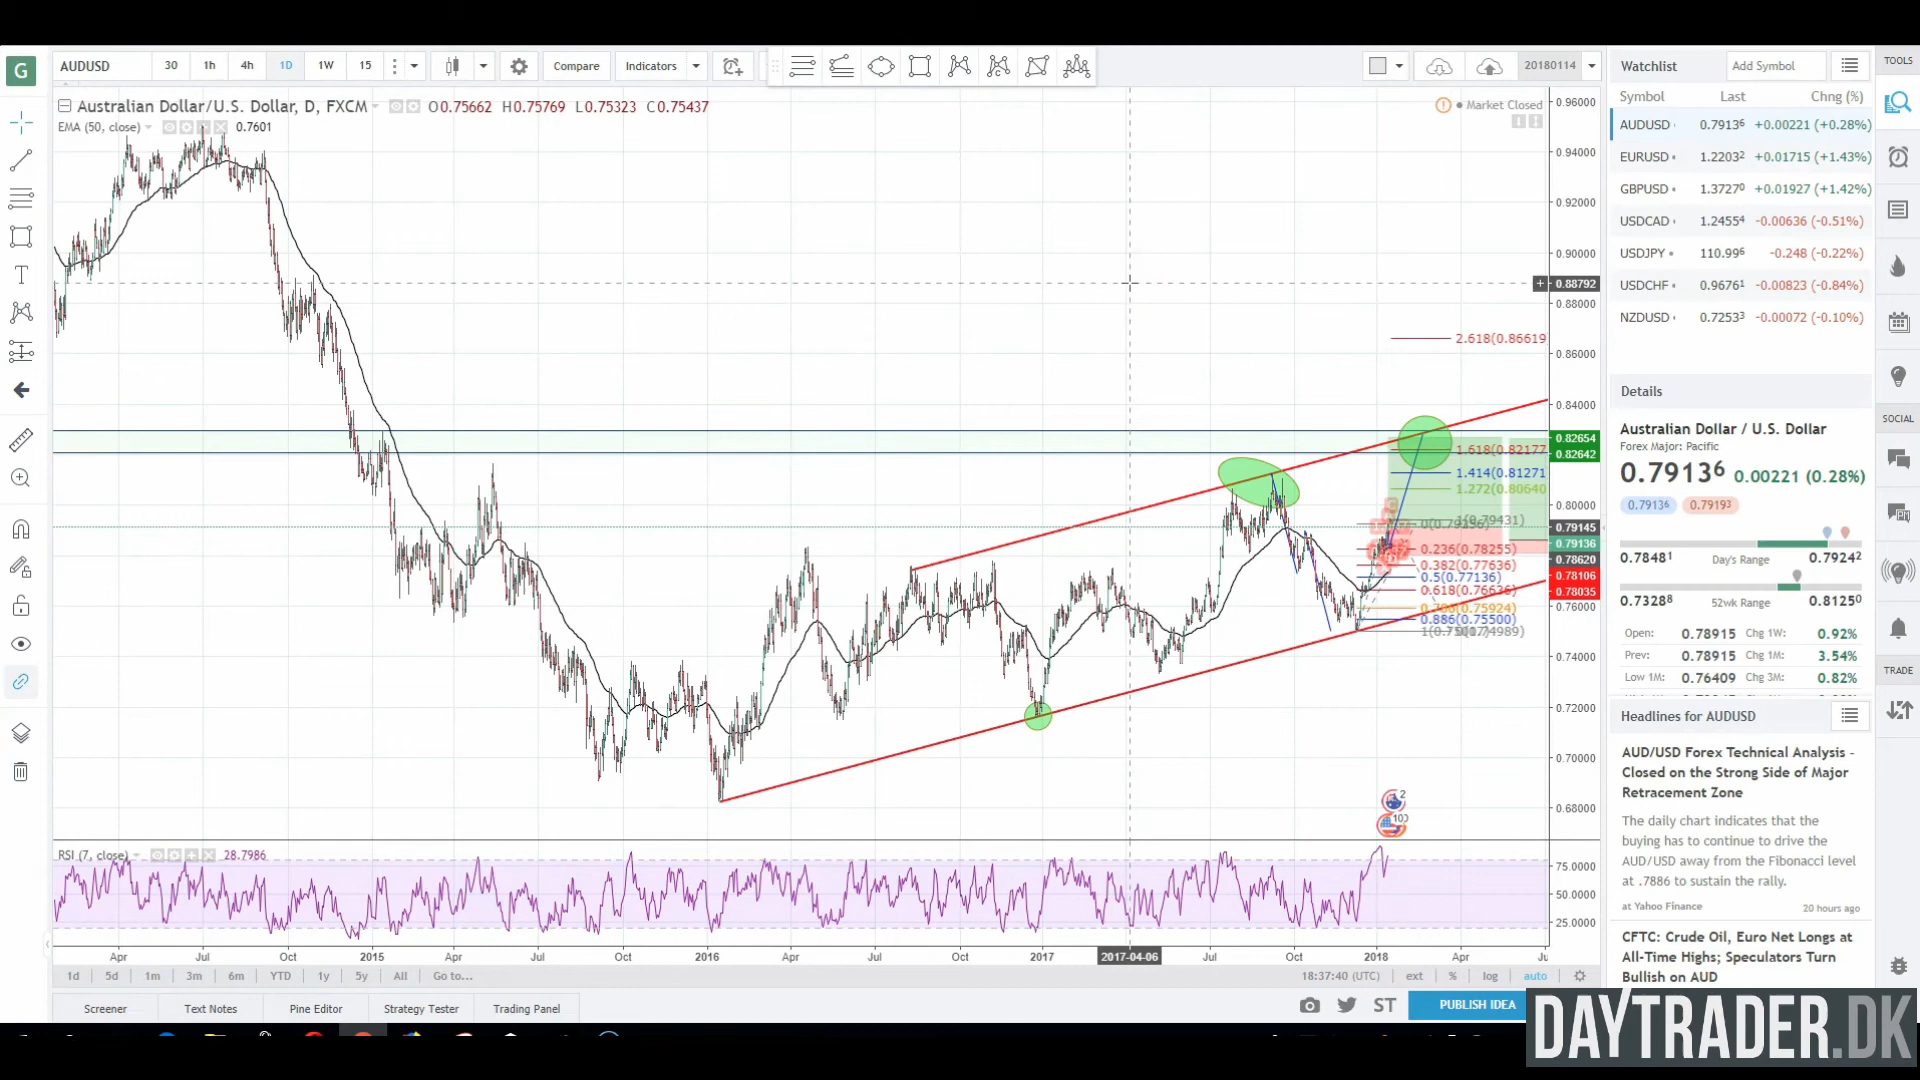 G
AUDUSD 30 1h 4h 1D 1W 15 Compare Indicators 20180114
Australian Dollar/U.S. Dollar, D, FXCM O0.75662 H0.75769 L0.75323 C0.75437
EMA (50, close) 0.7601
Market Closed
0.96000
0.94000
0.92000
0.90000
0.88792
0.88000
0.86000
0.84000
0.82654
0.82642
0.80000
0.79145
0.79136
0.78620
0.78106
0.78035
0.76000
0.74000
0.72000
0.70000
0.68000
2.618(0.86619
1.618(0.82177
1.414(0.81271
1.272(0.80640
0.236(0.78255)
0.382(0.77636)
0.5(0.77136)
0.618(0.76636)
0.886(0.75500)
2
10
RSI (7, close) 28.7986
75.0000
50.0000
25.0000
Apr Jul Oct 2015 Apr Jul Oct 2016 Apr Jul Oct 2017 2017-04-06 Jul Oct 2018 Apr
1d 5d 1m 3m 6m YTD 1y 5y All Go to... 18:37:40 (UTC) ext % log auto
Screener Text Notes Pine Editor Strategy Tester Trading Panel ST PUBLISH IDEA
Watchlist Add Symbol
Symbol Last Chng (%)
AUDUSD 0.79136 +0.00221 (+0.28%)
EURUSD 1.22032 +0.01715 (+1.43%)
GBPUSD 1.37270 +0.01927 (+1.42%)
USDCAD 1.24554 -0.00636 (-0.51%)
USDJPY 110.996 -0.248 (-0.22%)
USDCHF 0.96761 -0.00823 (-0.84%)
NZDUSD 0.72533 -0.00072 (-0.10%)
Details
Australian Dollar / U.S. Dollar
Forex Major: Pacific
0.79136 0.00221 (0.28%)
0.79136 0.79193
0.78481 Day's Range 0.79242
0.73288 52wk Range 0.81250
Open: 0.78915 Chg 1W: 0.92%
Prev: 0.78915 Chg 1M: 3.54%
Low 1M: 0.76409 Chg 3M: 0.82%
Headlines for AUDUSD
AUD/USD Forex Technical Analysis -
Closed on the Strong Side of Major
Retracement Zone
The daily chart indicates that the
buying has to continue to drive the
AUD/USD away from the Fibonacci level
at .7886 to sustain the rally.
at Yahoo Finance 20 hours ago
CFTC: Crude Oil, Euro Net Longs at
All-Time Highs; Speculators Turn
Bullish on AUD
TOOLS
SOCIAL
TRADE
DAYTRADER.DK